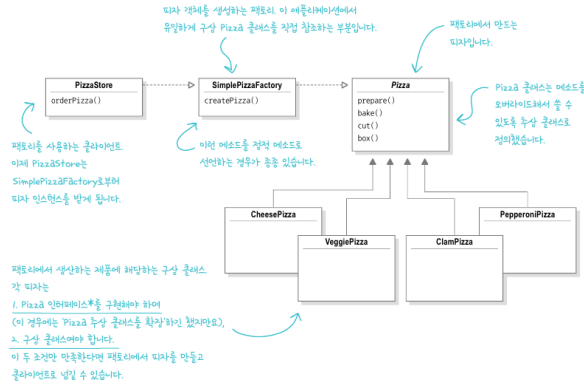 피자 객체를 생성하는 팩토리. 이 애플리케이션에서
유일하게 구상 Pizza 클래스를 직접 참조하는 부분입니다.
팩토리에서 만드는
피자입니다.
PizzaStore
orderPizza()
SimplePizzaFactory
createPizza()
Pizza
prepare()
bake()
cut()
box()
Pizza 클래스는 메소드를
오버라이드해서 쓸 수
있도록 추상 클래스로
정의했습니다.
팩토리를 사용하는 클라이언트.
이제 PizzaStore는
SimplePizzaFactory로부터
피자 인스턴스를 받게 됩니다.
이런 메소드를 정적 메소드로
선언하는 경우가 종종 있습니다.
CheesePizza
VeggiePizza
ClamPizza
PepperoniPizza
팩토리에서 생산하는 제품에 해당하는 구상 클래스
각 피자는
1. Pizza 인터페이스*를 구현해야 하며
(이 경우에는 'Pizza 추상 클래스를 확장'하긴 했지만요),
2. 구상 클래스여야 합니다.
이 두 조건만 만족한다면 팩토리에서 피자를 만들고
클라이언트로 넘길 수 있습니다.